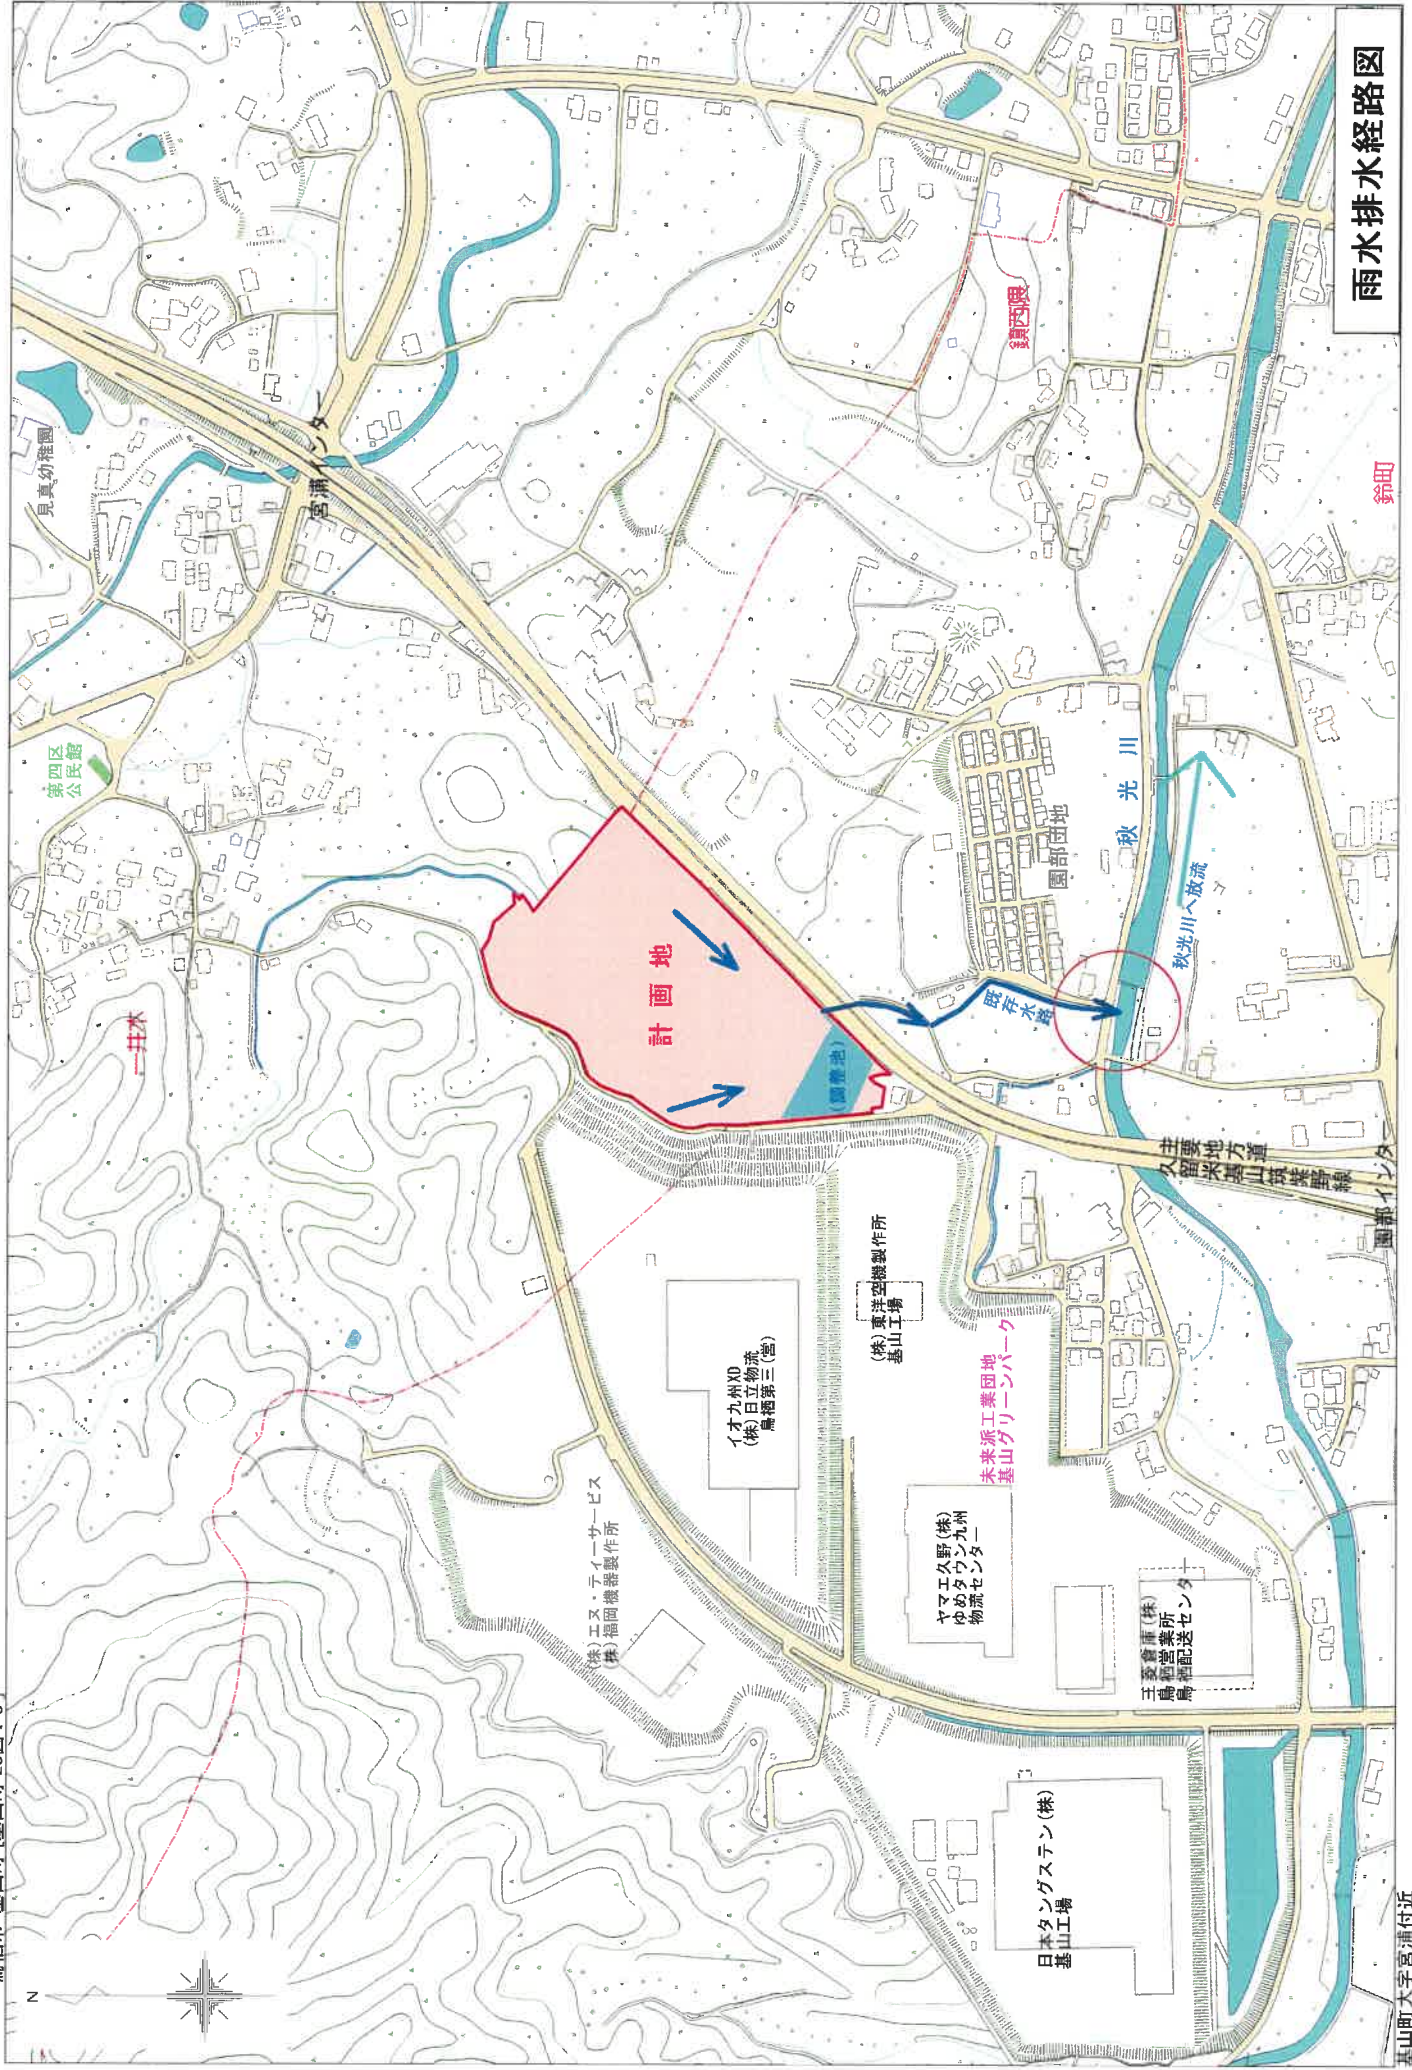 雨水排水経路図
N
見真幼稚園
宮浦インター
第四区
公民館
一井水
鎮西隈
鈴町
計画地
(調整池)
既存水路
園部団地
秋光川
秋光川へ放流
主要地方道
久留米基山筑紫野線
園部インター
イオ九州XD
(株)日立物流
鳥栖第三(営)
(株)東洋空機製作所
基山工場
未来派工業団地
基山グリーンパーク
(株)エス・ティーサービス
(株)福岡機器製作所
ヤマエ久野(株)
ゆめタウン九州
物流センター
三菱倉庫(株)
鳥栖営業所
鳥栖配送センター
日本タングステン(株)
基山工場
基山町大字宮浦付近